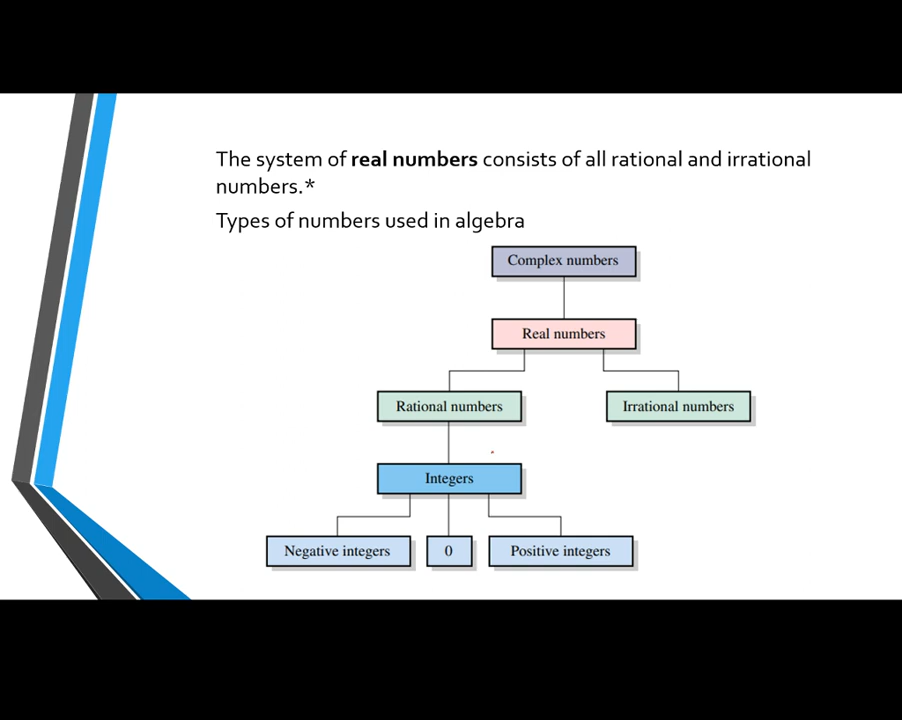 The system of real numbers consists of all rational and irrational
numbers.*
Types of numbers used in algebra
Complex numbers
Real numbers
Rational numbers
Irrational numbers
Integers
Negative integers
0
Positive integers